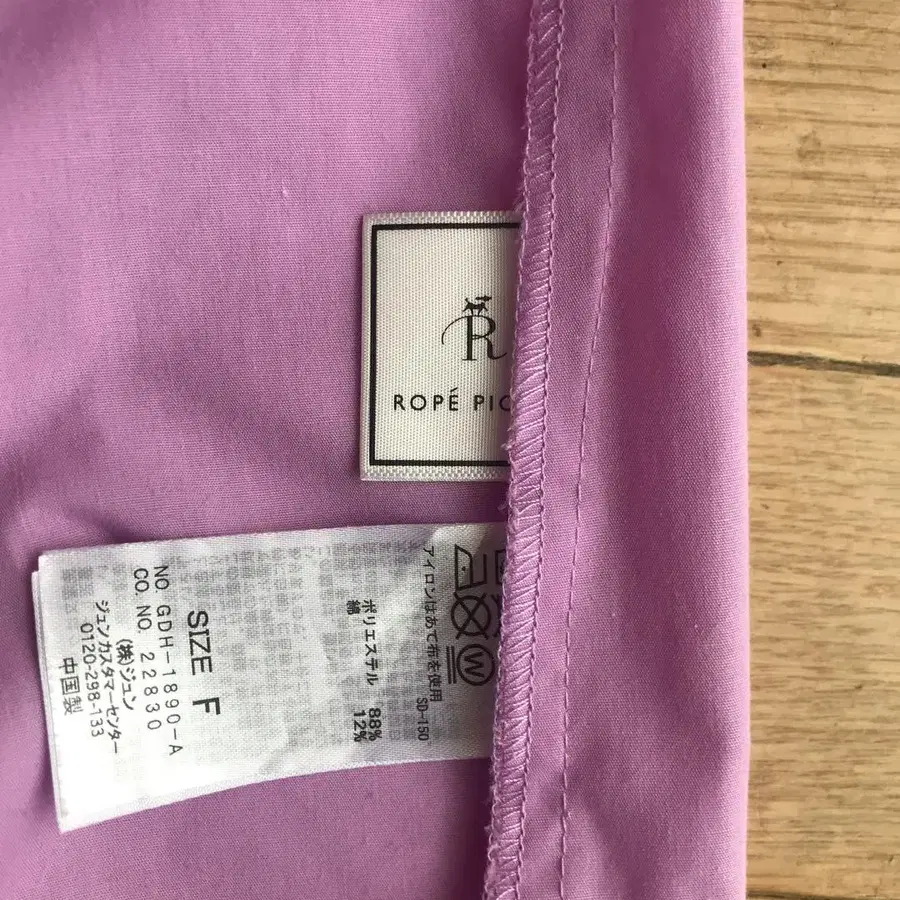 R
ROPÉ PIC
アイロンはあて布を使用
SD-150
ポリエステル 88%
綿 12%
SIZE F
NO. GDH-1890-A
CO. NO. 22830
(株)ジュン
ジュンカスタマーセンター
0120-298-133
中国製
W